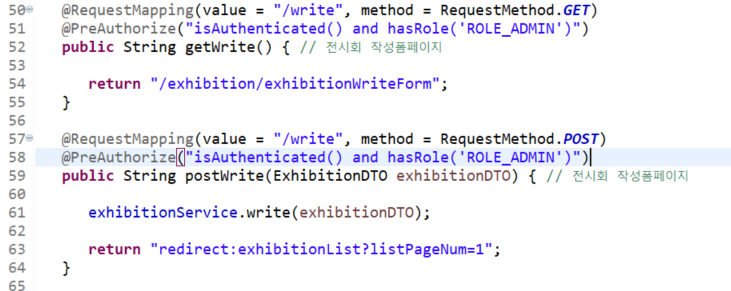 50 @RequestMapping(value = "/write", method = RequestMethod.GET)
51 @PreAuthorize("isAuthenticated() and hasRole('ROLE_ADMIN')")
52 public String getWrite() { // 전시회 작성폼페이지
53
54 return "/exhibition/exhibitionWriteForm";
55 }
56
57 @RequestMapping(value = "/write", method = RequestMethod.POST)
58 @PreAuthorize("isAuthenticated() and hasRole('ROLE_ADMIN')")
59 public String postWrite(ExhibitionDTO exhibitionDTO) { // 전시회 작성폼페이지
60
61 exhibitionService.write(exhibitionDTO);
62
63 return "redirect:exhibitionList?listPageNum=1";
64 }
65